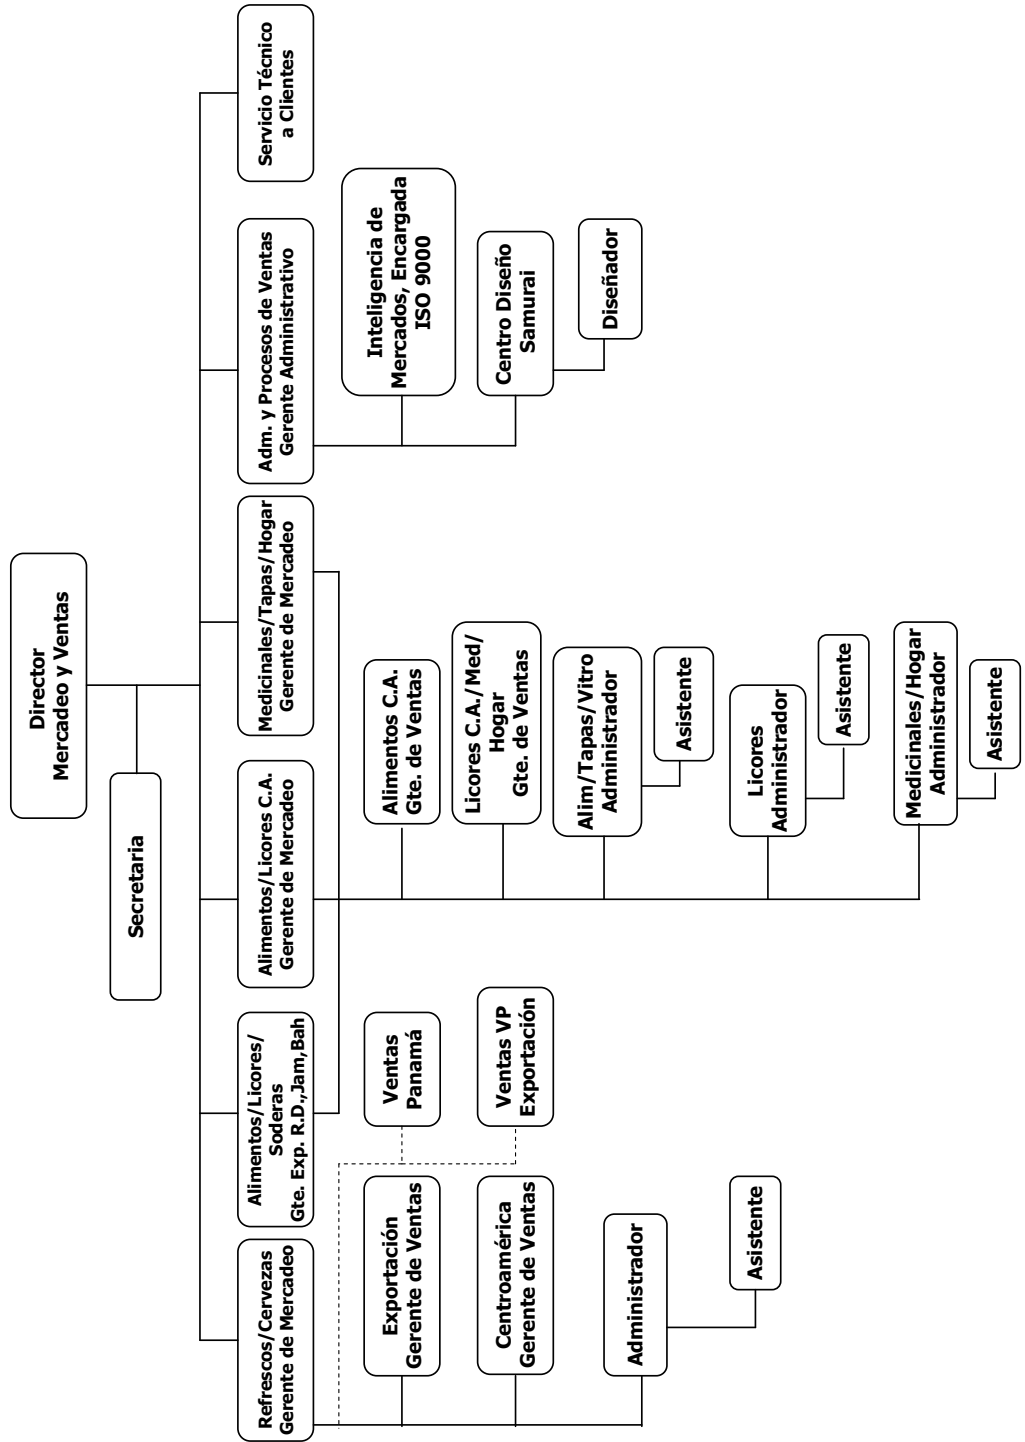 Director
Mercadeo y Ventas
Secretaria
Refrescos/Cervezas
Gerente de Mercadeo
Alimentos/Licores/
Soderas
Gte. Exp. R.D.,Jam,Bah
Alimentos/Licores C.A.
Gerente de Mercadeo
Medicinales/Tapas/Hogar
Gerente de Mercadeo
Adm. y Procesos de Ventas
Gerente Administrativo
Servicio Técnico
a Clientes
Exportación
Gerente de Ventas
Centroamérica
Gerente de Ventas
Administrador
Asistente
Ventas
Panamá
Ventas VP
Exportación
Alimentos C.A.
Gte. de Ventas
Licores C.A./Med/
Hogar
Gte. de Ventas
Alim/Tapas/Vitro
Administrador
Asistente
Licores
Administrador
Asistente
Medicinales/Hogar
Administrador
Asistente
Inteligencia de
Mercados, Encargada
ISO 9000
Centro Diseño
Samurai
Diseñador